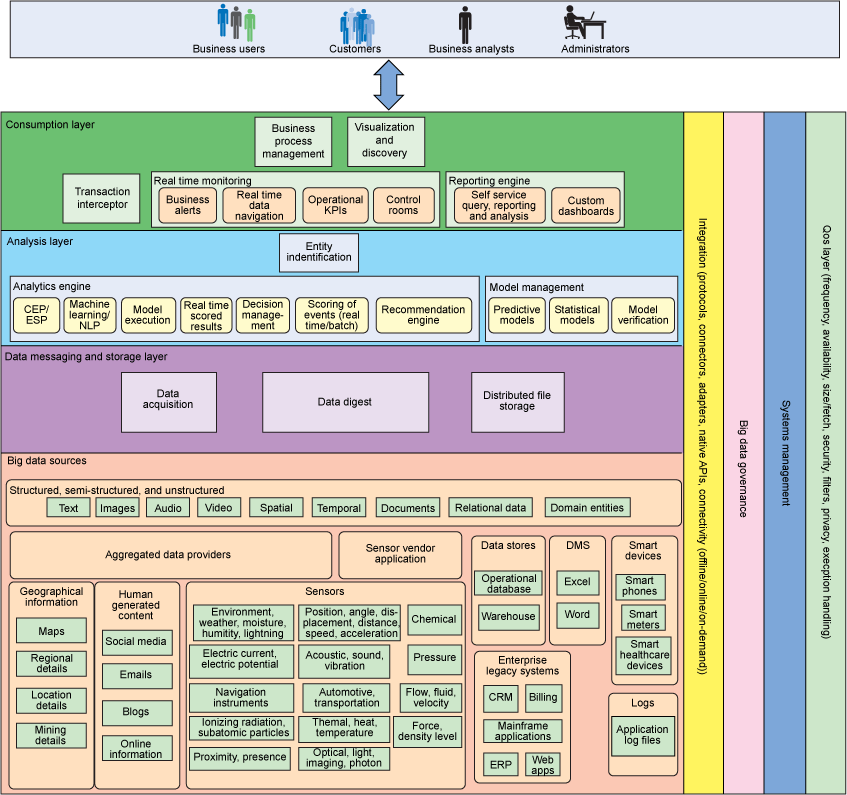 Business users
Customers
Business analysts
Administrators
Consumption layer
Business
process
management
Visualization
and
discovery
Transaction
interceptor
Real time monitoring
Business
alerts
Real time
data
navigation
Operational
KPIs
Control
rooms
Reporting engine
Self service
query, reporting
and analysis
Custom
dashboards
Analysis layer
Entity
indentification
Analytics engine
CEP/
ESP
Machine
learning/
NLP
Model
execution
Real time
scored
results
Decision
manage-
ment
Scoring of
events (real
time/batch)
Recommendation
engine
Model management
Predictive
models
Statistical
models
Model
verification
Data messaging and storage layer
Data
acquisition
Data digest
Distributed file
storage
Big data sources
Structured, semi-structured, and unstructured
Text
Images
Audio
Video
Spatial
Temporal
Documents
Relational data
Domain entities
Aggregated data providers
Sensor vendor
application
Geographical
information
Maps
Regional
details
Location
details
Mining
details
Human
generated
content
Social media
Emails
Blogs
Online
information
Sensors
Environment,
weather, moisture,
humitity, lightning
Position, angle, dis-
placement, distance,
speed, acceleration
Chemical
Electric current,
electric potential
Acoustic, sound,
vibration
Pressure
Navigation
instruments
Automotive,
transportation
Flow, fluid,
velocity
Ionizing radiation,
subatomic particles
Themal, heat,
temperature
Force,
density level
Proximity, presence
Optical, light,
imaging, photon
Data stores
Operational
database
Warehouse
DMS
Excel
Word
Smart
devices
Smart
phones
Smart
meters
Smart
healthcare
devices
Enterprise
legacy systems
CRM
Billing
Mainframe
applications
ERP
Web
apps
Logs
Application
log files
Integration (protocols, connectors, adapters, native APIs, connectivity (offline/online/on-demand))
Big data governance
Systems management
Qos layer (frequency, availability, size/fetch, security, filters, privacy, exeception handling)